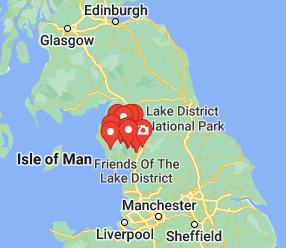 Edinburgh
Glasgow
Lake District
National Park
Isle of Man
Friends Of The
Lake District
Manchester
Liverpool
Sheffield